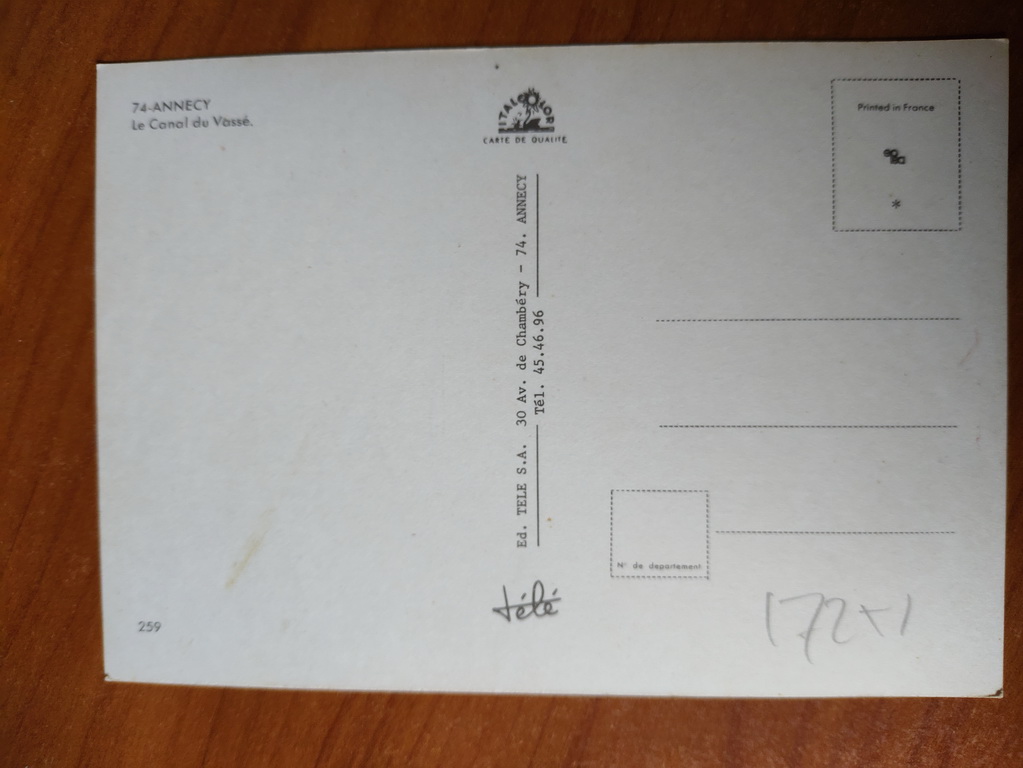 74-ANNECY
Le Canal du Vassé.
ITALCOLOR
CARTE DE QUALITE
Printed in France
*
Ed. TELE S.A. 30 Av. de Chambéry - 74. ANNECY
Tél. 45.46.96
N° de departement
télé
259
172+1